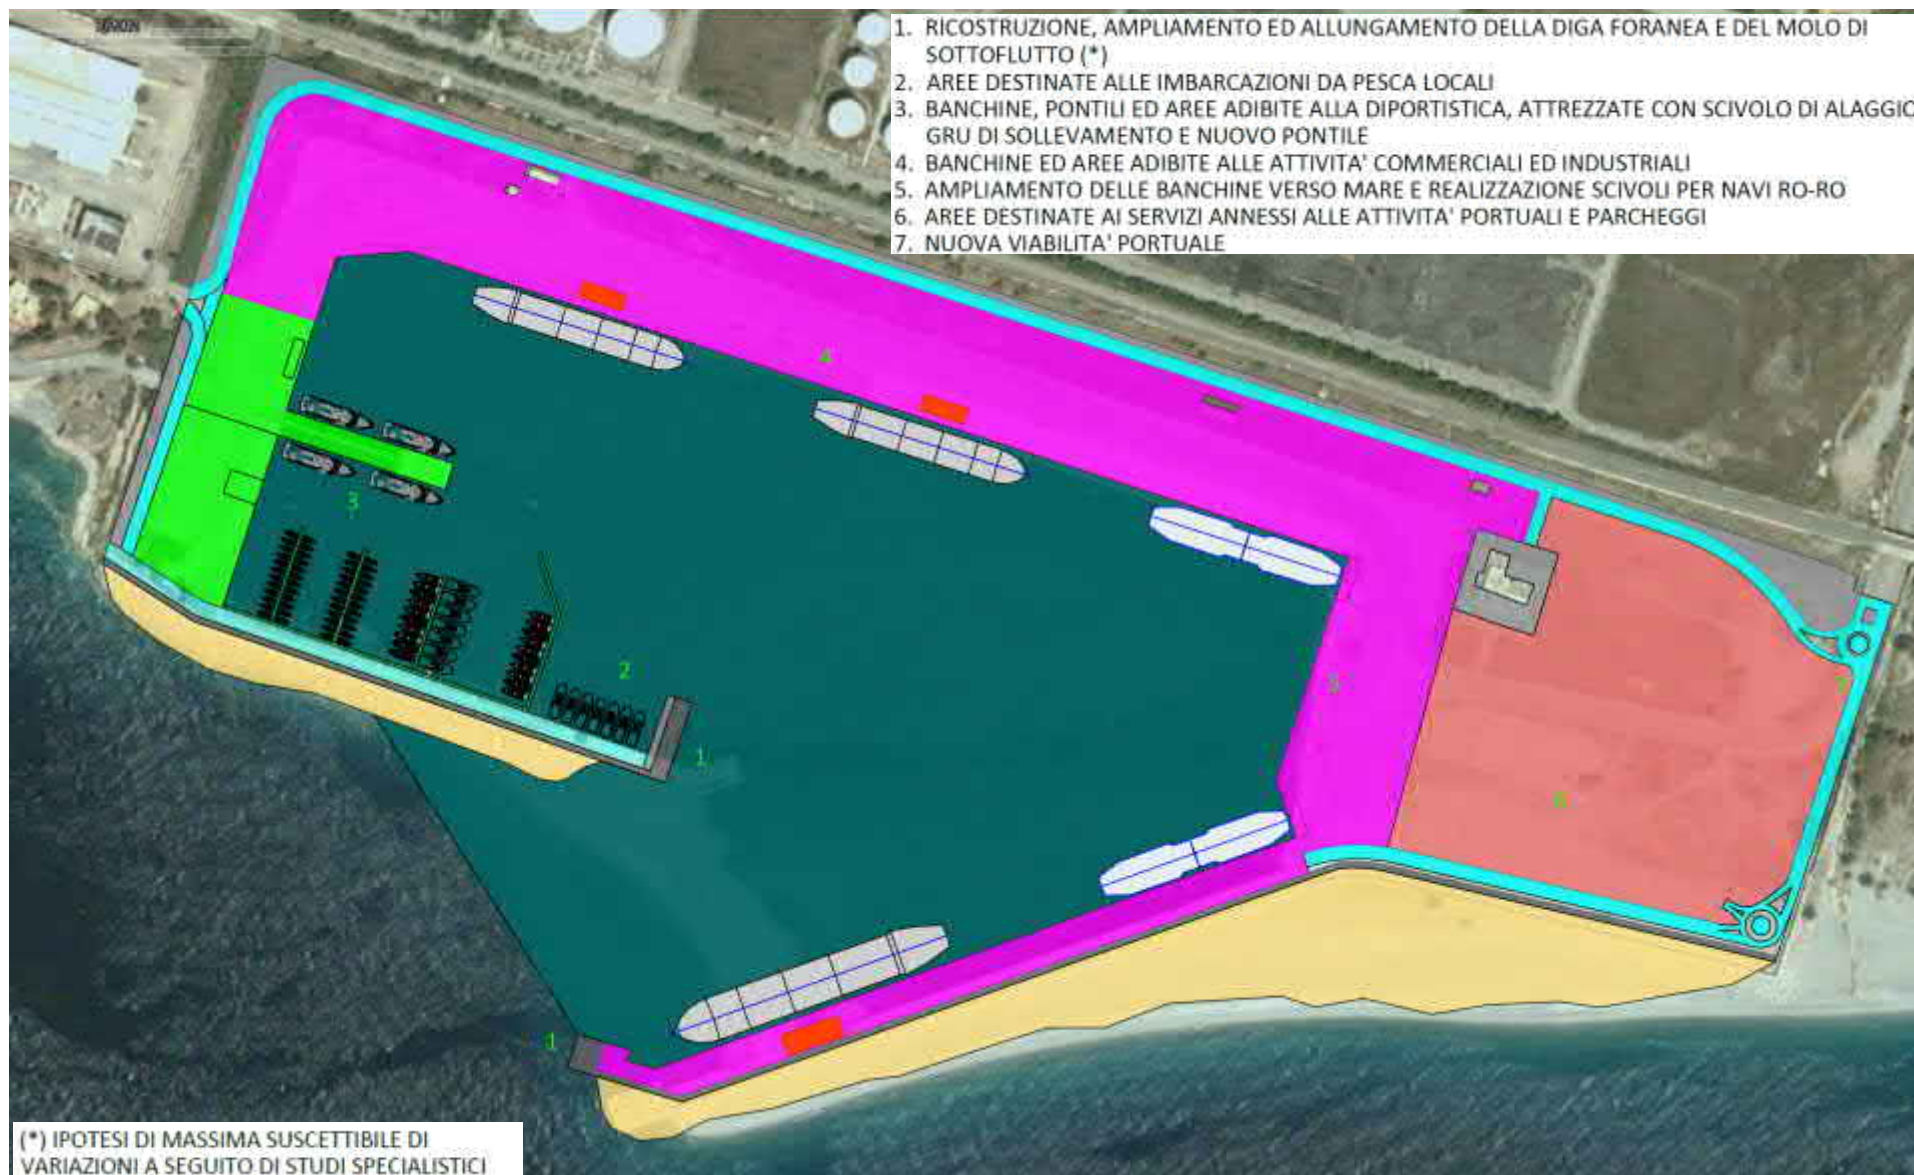 1. RICOSTRUZIONE, AMPLIAMENTO ED ALLUNGAMENTO DELLA DIGA FORANEA E DEL MOLO DI
SOTTOFLUTTO (*)
2. AREE DESTINATE ALLE IMBARCAZIONI DA PESCA LOCALI
3. BANCHINE, PONTILI ED AREE ADIBITE ALLA DIPORTISTICA, ATTREZZATE CON SCIVOLO DI ALAGGIO
GRU DI SOLLEVAMENTO E NUOVO PONTILE
4. BANCHINE ED AREE ADIBITE ALLE ATTIVITA' COMMERCIALI ED INDUSTRIALI
5. AMPLIAMENTO DELLE BANCHINE VERSO MARE E REALIZZAZIONE SCIVOLI PER NAVI RO-RO
6. AREE DESTINATE AI SERVIZI ANNESSI ALLE ATTIVITA' PORTUALI E PARCHEGGI
7. NUOVA VIABILITA' PORTUALE
4
3
2
5
7
1
6
1
(*) IPOTESI DI MASSIMA SUSCETTIBILE DI
VARIAZIONI A SEGUITO DI STUDI SPECIALISTICI